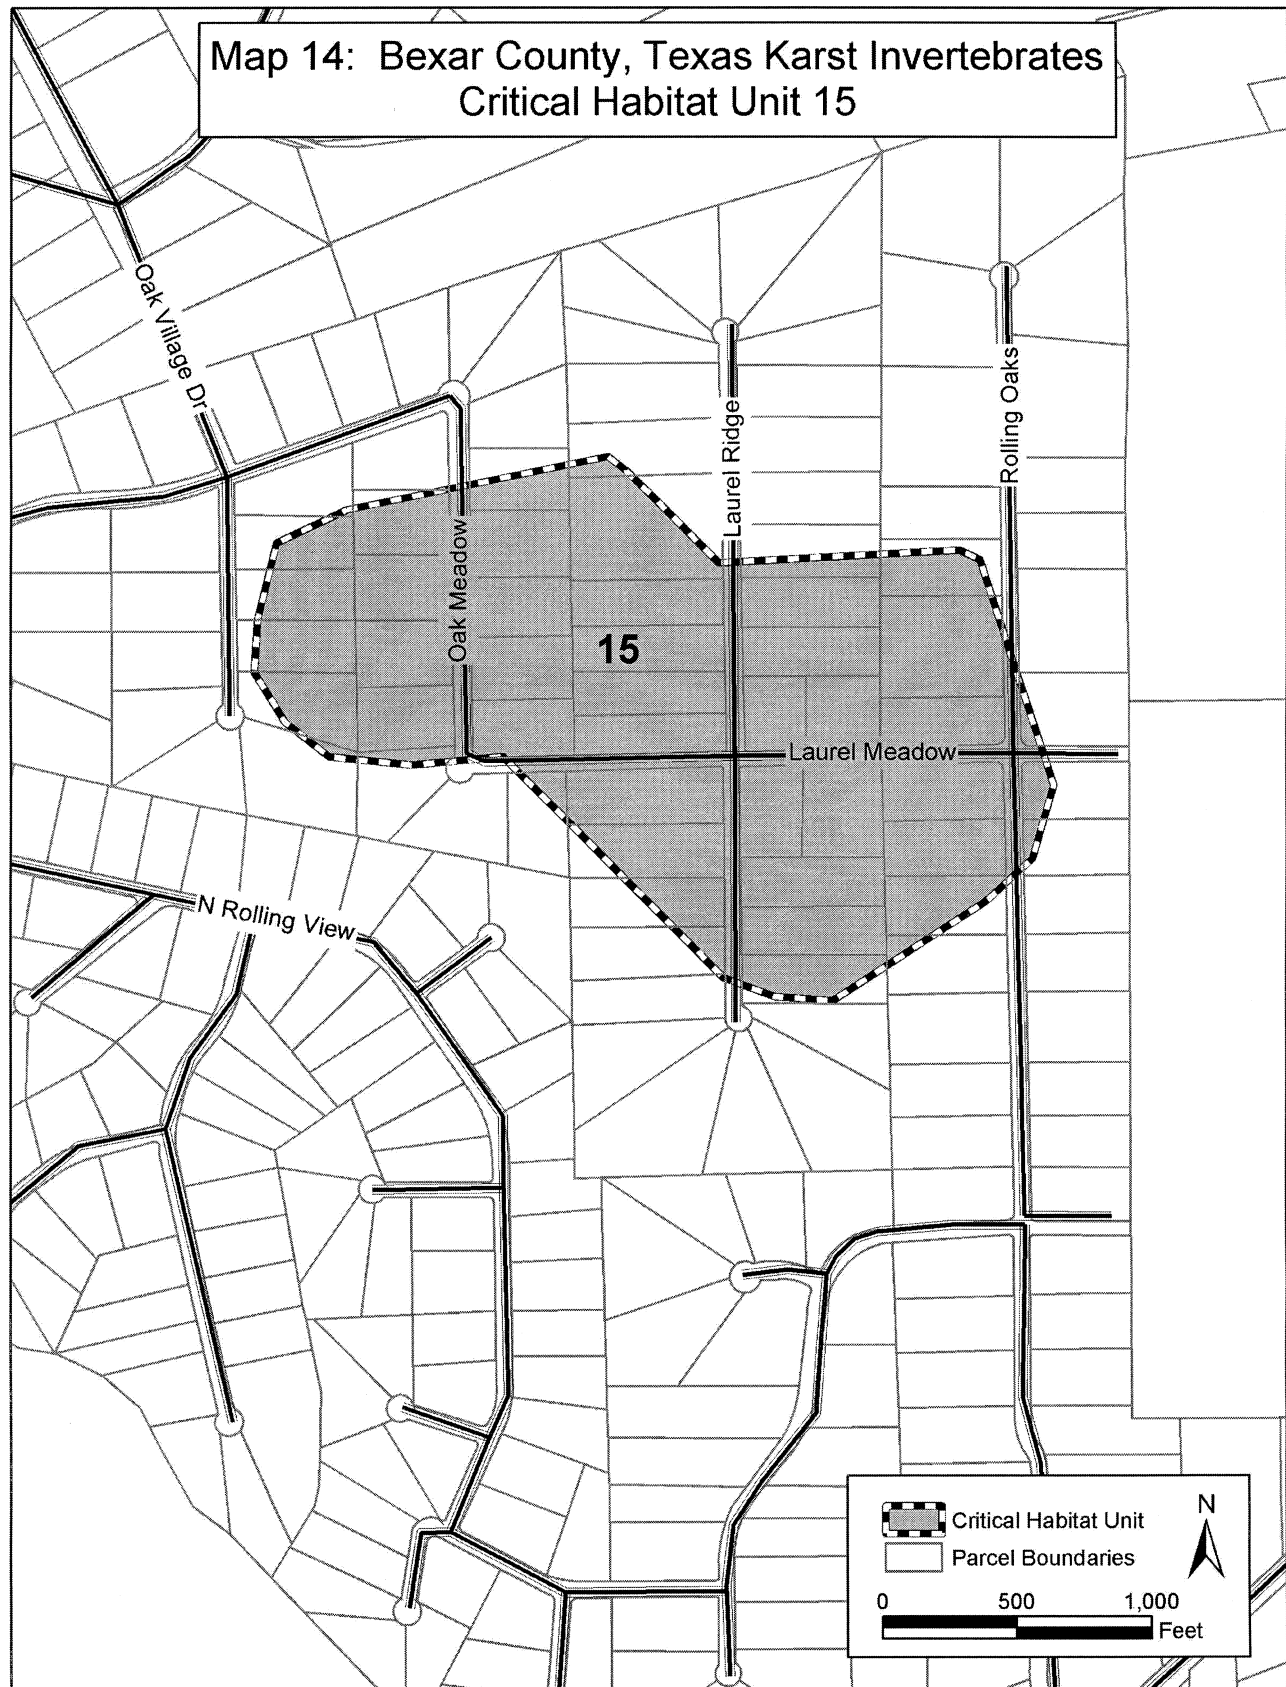 Map 14: Bexar County, Texas Karst Invertebrates
Critical Habitat Unit 15
Oak Village Dr
Laurel Ridge
Rolling Oaks
Oak Meadow
15
Laurel Meadow
N Rolling View
Critical Habitat Unit
Parcel Boundaries
N
0 500 1,000
Feet